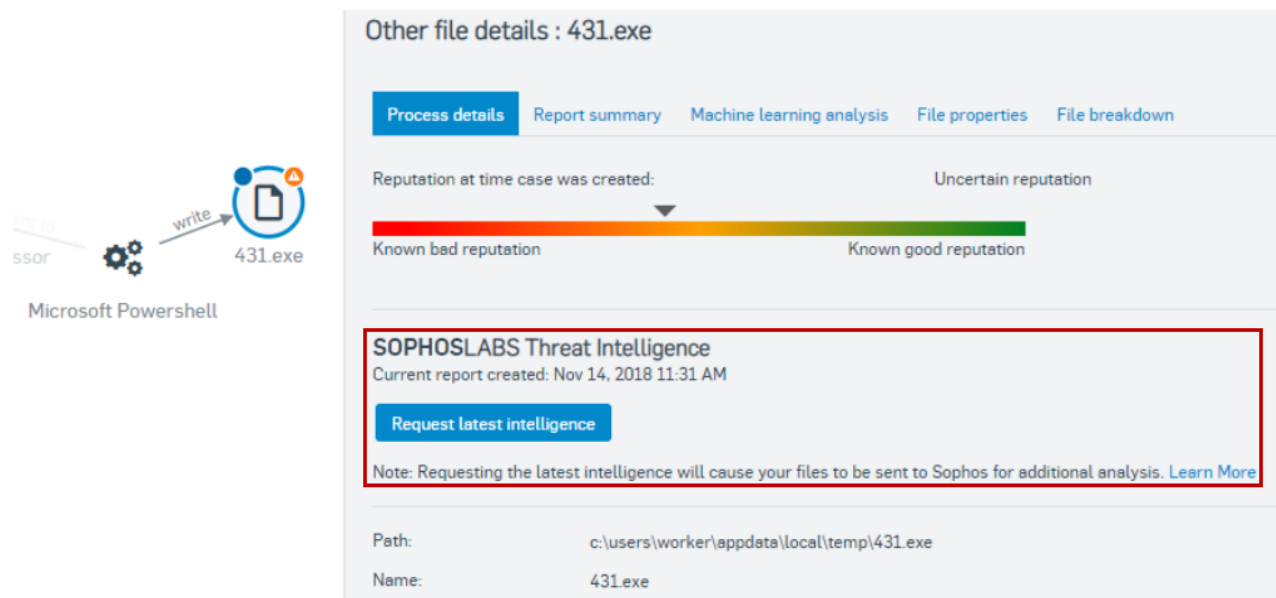 Other file details : 431.exe
Process details Report summary Machine learning analysis File properties File breakdown
Reputation at time case was created: Uncertain reputation
Known bad reputation Known good reputation
write
ssor
431.exe
Microsoft Powershell
SOPHOSLABS Threat Intelligence
Current report created: Nov 14, 2018 11:31 AM
Request latest intelligence
Note: Requesting the latest intelligence will cause your files to be sent to Sophos for additional analysis. Learn More
Path: c:\users\worker\appdata\local\temp\431.exe
Name: 431.exe